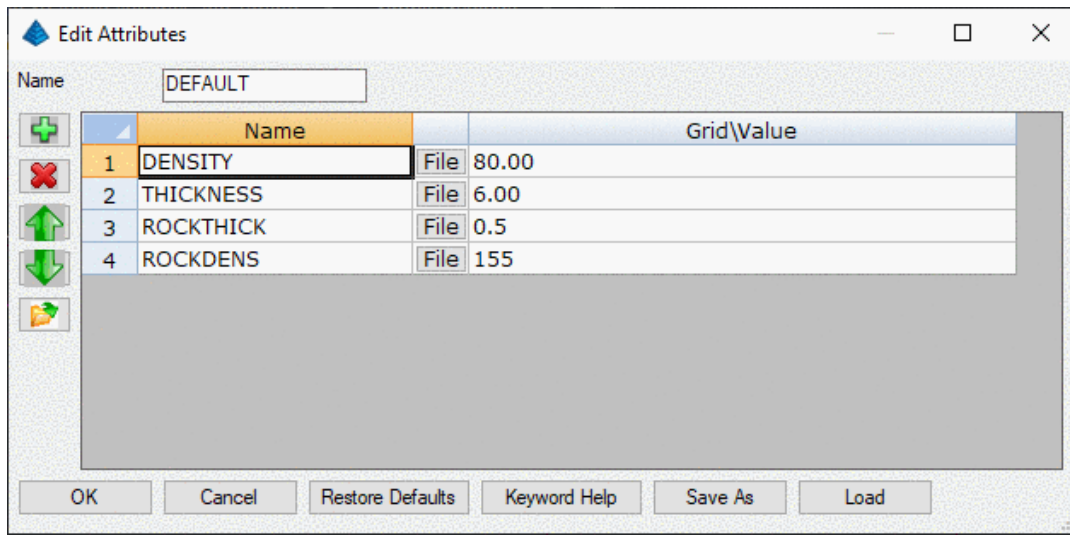 Edit Attributes
Name DEFAULT
Name Grid\Value
1 DENSITY File 80.00
2 THICKNESS File 6.00
3 ROCKTHICK File 0.5
4 ROCKDENS File 155
OK Cancel Restore Defaults Keyword Help Save As Load